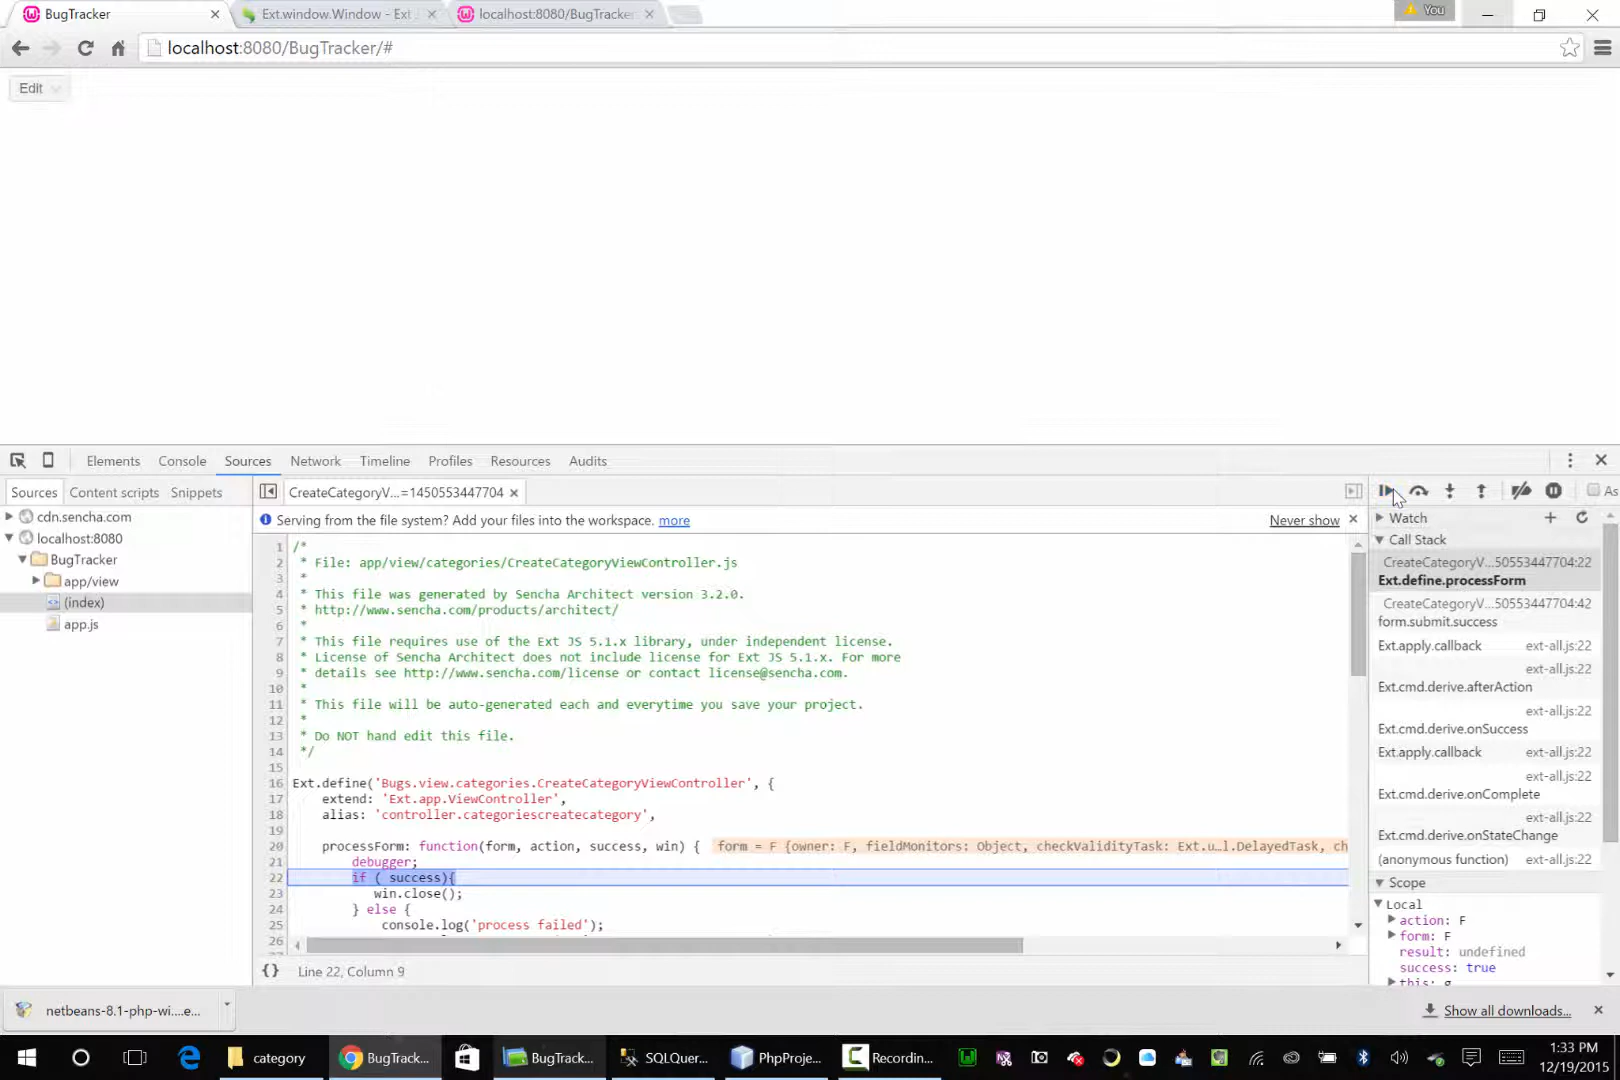 BugTracker
Ext.window.Window - Ext
localhost:8080/BugTracker
You
localhost:8080/BugTracker/#
Edit
Elements Console Sources Network Timeline Profiles Resources Audits
Sources Content scripts Snippets
CreateCategoryV...=1450553447704
As
Serving from the file system? Add your files into the workspace. more
Never show
cdn.sencha.com
localhost:8080
BugTracker
app/view
(index)
app.js
1 /*
2 * File: app/view/categories/CreateCategoryViewController.js
3 *
4 * This file was generated by Sencha Architect version 3.2.0.
5 * http://www.sencha.com/products/architect/
6 *
7 * This file requires use of the Ext JS 5.1.x library, under independent license.
8 * License of Sencha Architect does not include license for Ext JS 5.1.x. For more
9 * details see http://www.sencha.com/license or contact license@sencha.com.
10 *
11 * This file will be auto-generated each and everytime you save your project.
12 *
13 * Do NOT hand edit this file.
14 */
15
16 Ext.define('Bugs.view.categories.CreateCategoryViewController', {
17 extend: 'Ext.app.ViewController',
18 alias: 'controller.categoriescreatecategory',
19
20 processForm: function(form, action, success, win) { form = F {owner: F, fieldMonitors: Object, checkValidityTask: Ext.u…l.DelayedTask, ch
21 debugger;
22 if ( success){
23 win.close();
24 } else {
25 console.log('process failed');
26
{} Line 22, Column 9
Watch
Call Stack
CreateCategoryV...50553447704:22
Ext.define.processForm
CreateCategoryV...50553447704:42
form.submit.success
Ext.apply.callback ext-all.js:22
ext-all.js:22
Ext.cmd.derive.afterAction
ext-all.js:22
Ext.cmd.derive.onSuccess
Ext.apply.callback ext-all.js:22
ext-all.js:22
Ext.cmd.derive.onComplete
ext-all.js:22
Ext.cmd.derive.onStateChange
(anonymous function) ext-all.js:22
Scope
Local
action: F
form: F
result: undefined
success: true
this: g
netbeans-8.1-php-wi....e...
Show all downloads...
category
BugTrack...
BugTrack...
SQLQuer...
PhpProje...
Recordin...
1:33 PM
12/19/2015